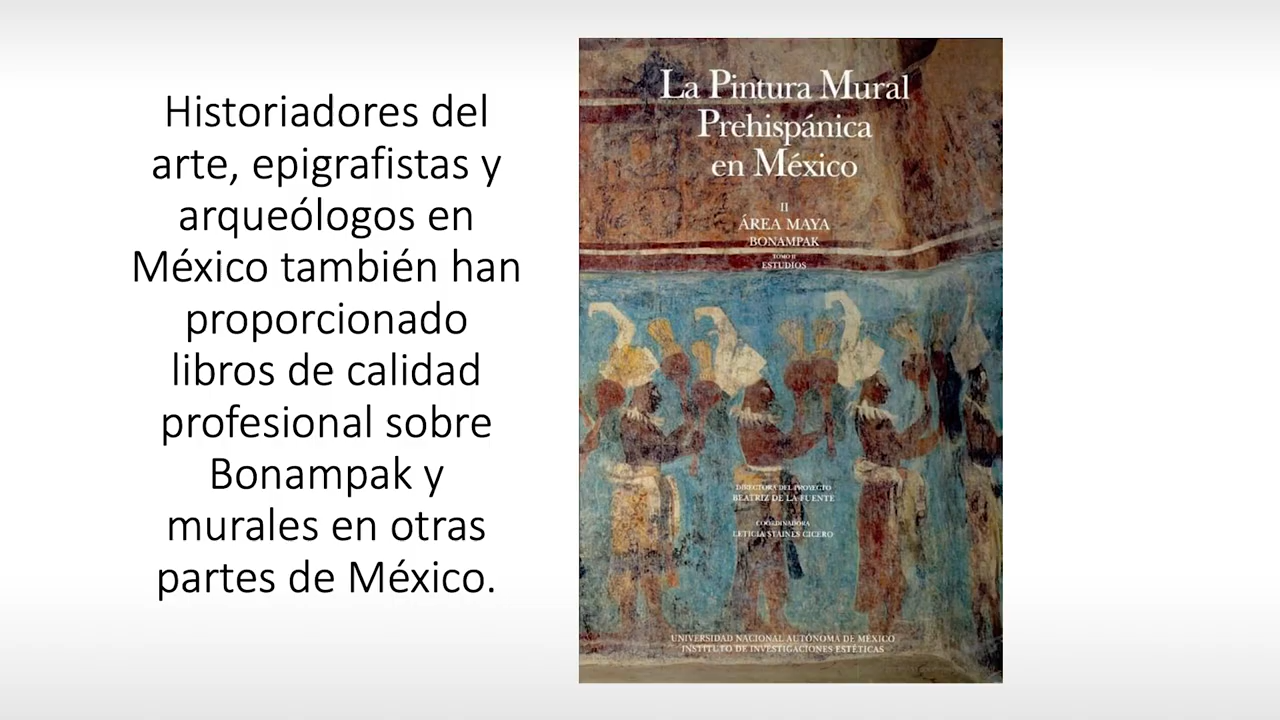 Historiadores del
arte, epigrafistas y
arqueólogos en
México también han
proporcionado
libros de calidad
profesional sobre
Bonampak y
murales en otras
partes de México.
La Pintura Mural
Prehispánica
en México
II
ÁREA MAYA
BONAMPAK
TOMO II
ESTUDIOS
DIRECTORA DEL PROYECTO
BEATRIZ DE LA FUENTE
COORDINADORA
LETICIA STAINES CICERO
UNIVERSIDAD NACIONAL AUTÓNOMA DE MÉXICO
INSTITUTO DE INVESTIGACIONES ESTÉTICAS